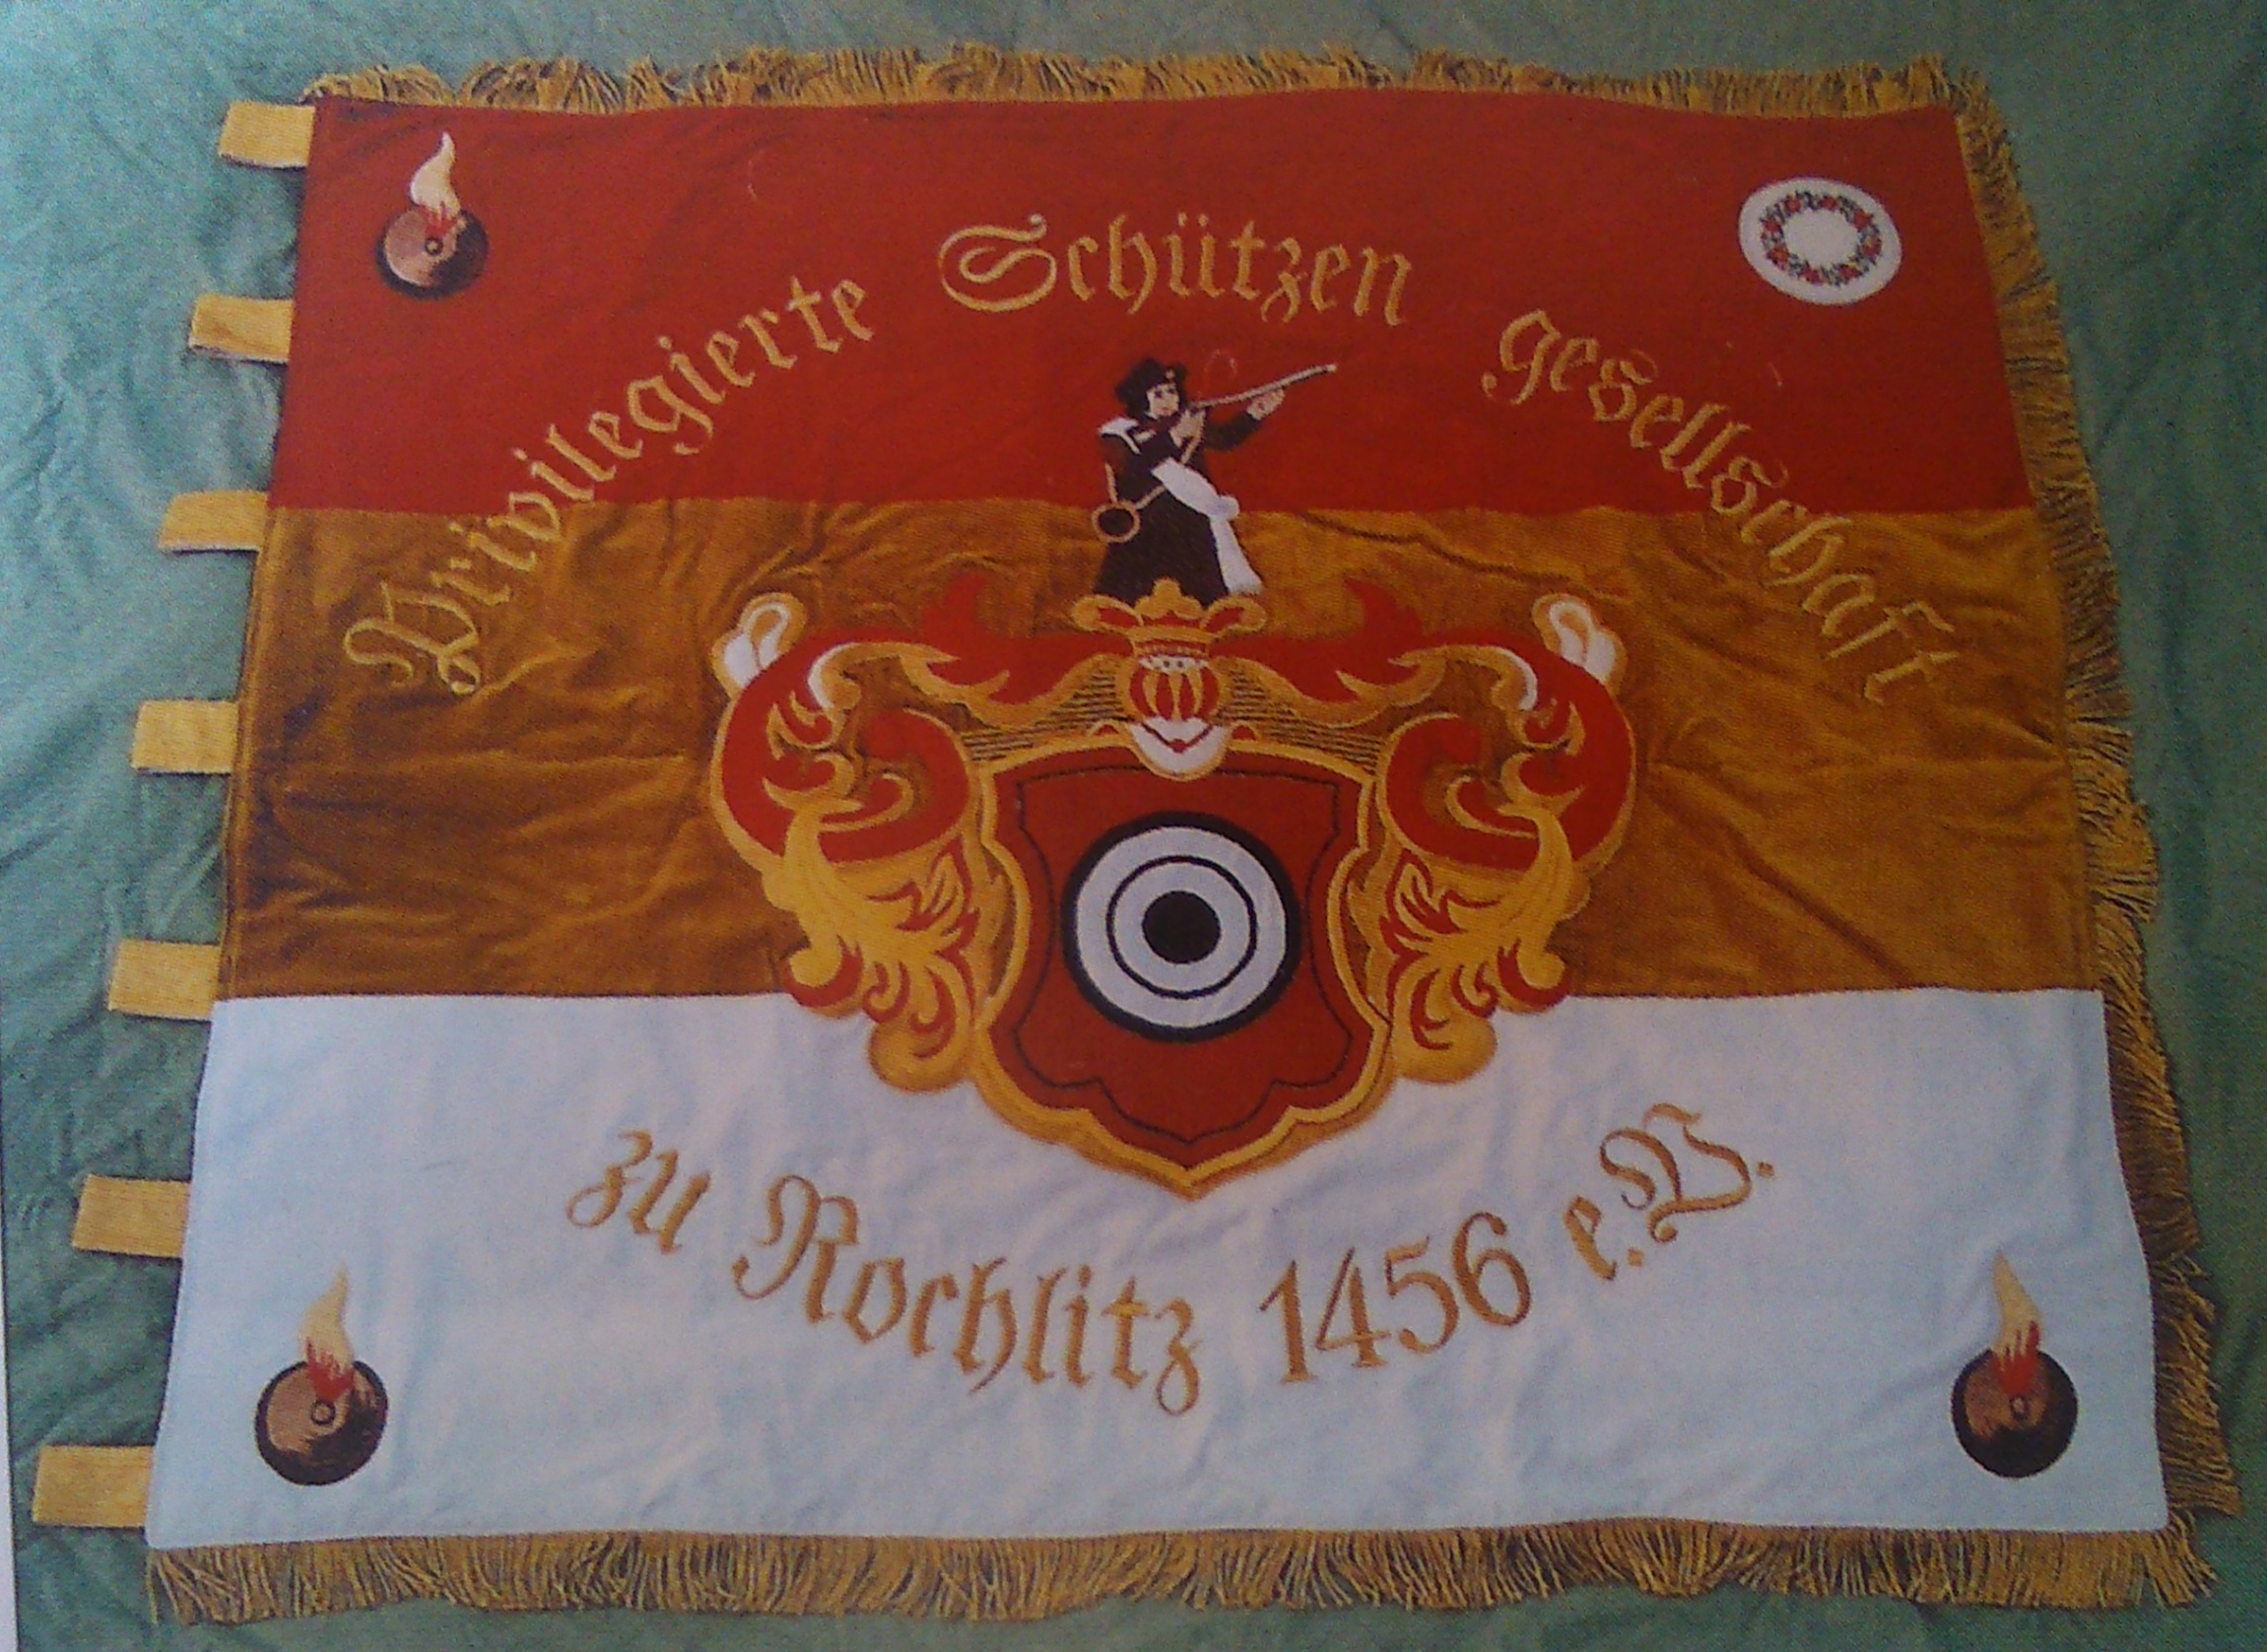 Privilegierte Schützen gesellschaft
zu Rochlitz 1456 e.V.